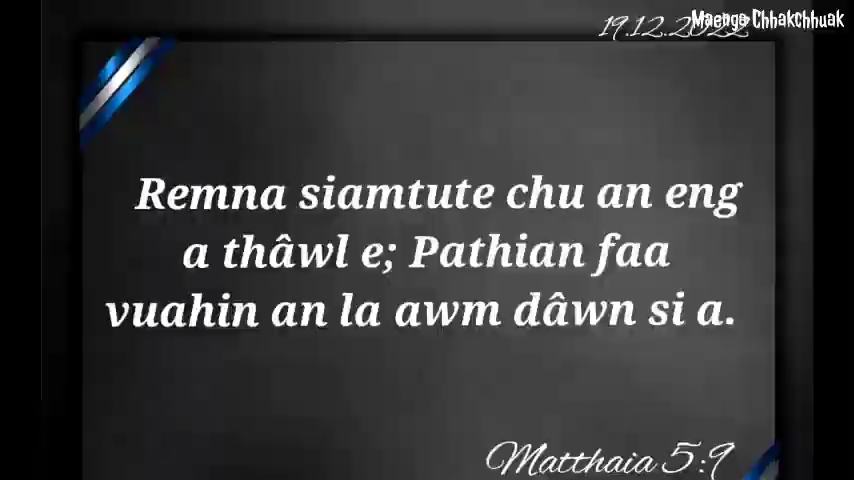 19.12.2022
Maenga Chhakchhuak
Remna siamtute chu an eng
a thâwl e; Pathian faa
vuahin an la awm dâwn si a.
Matthaia 5:9